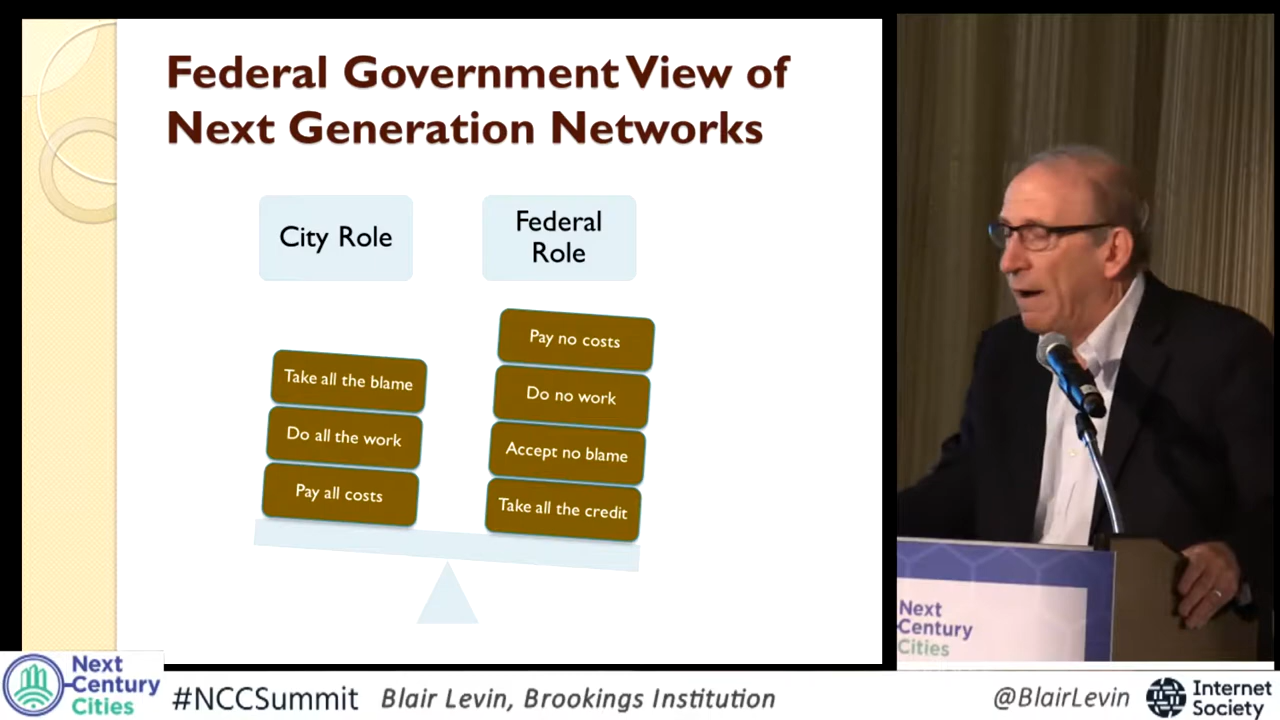 Federal Government View of
Next Generation Networks
City Role
Federal
Role
Take all the blame
Do all the work
Pay all costs
Pay no costs
Do no work
Accept no blame
Take all the credit
Next
Century
Cities
Next
Century
Cities
#NCCSummit
Blair Levin, Brookings Institution
@BlairLevin
Internet
Society